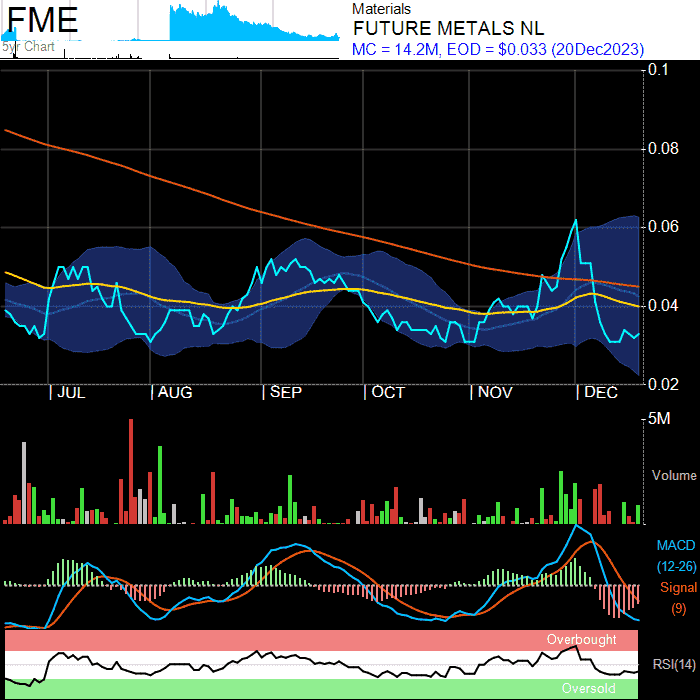 FME
5yr Chart
Materials
FUTURE METALS NL
MC = 14.2M, EOD = $0.033 (20Dec2023)
0.1
0.08
0.06
0.04
0.02
JUL AUG SEP OCT NOV DEC
5M
Volume
MACD
(12-26)
Signal
(9)
Overbought
RSI(14)
Oversold